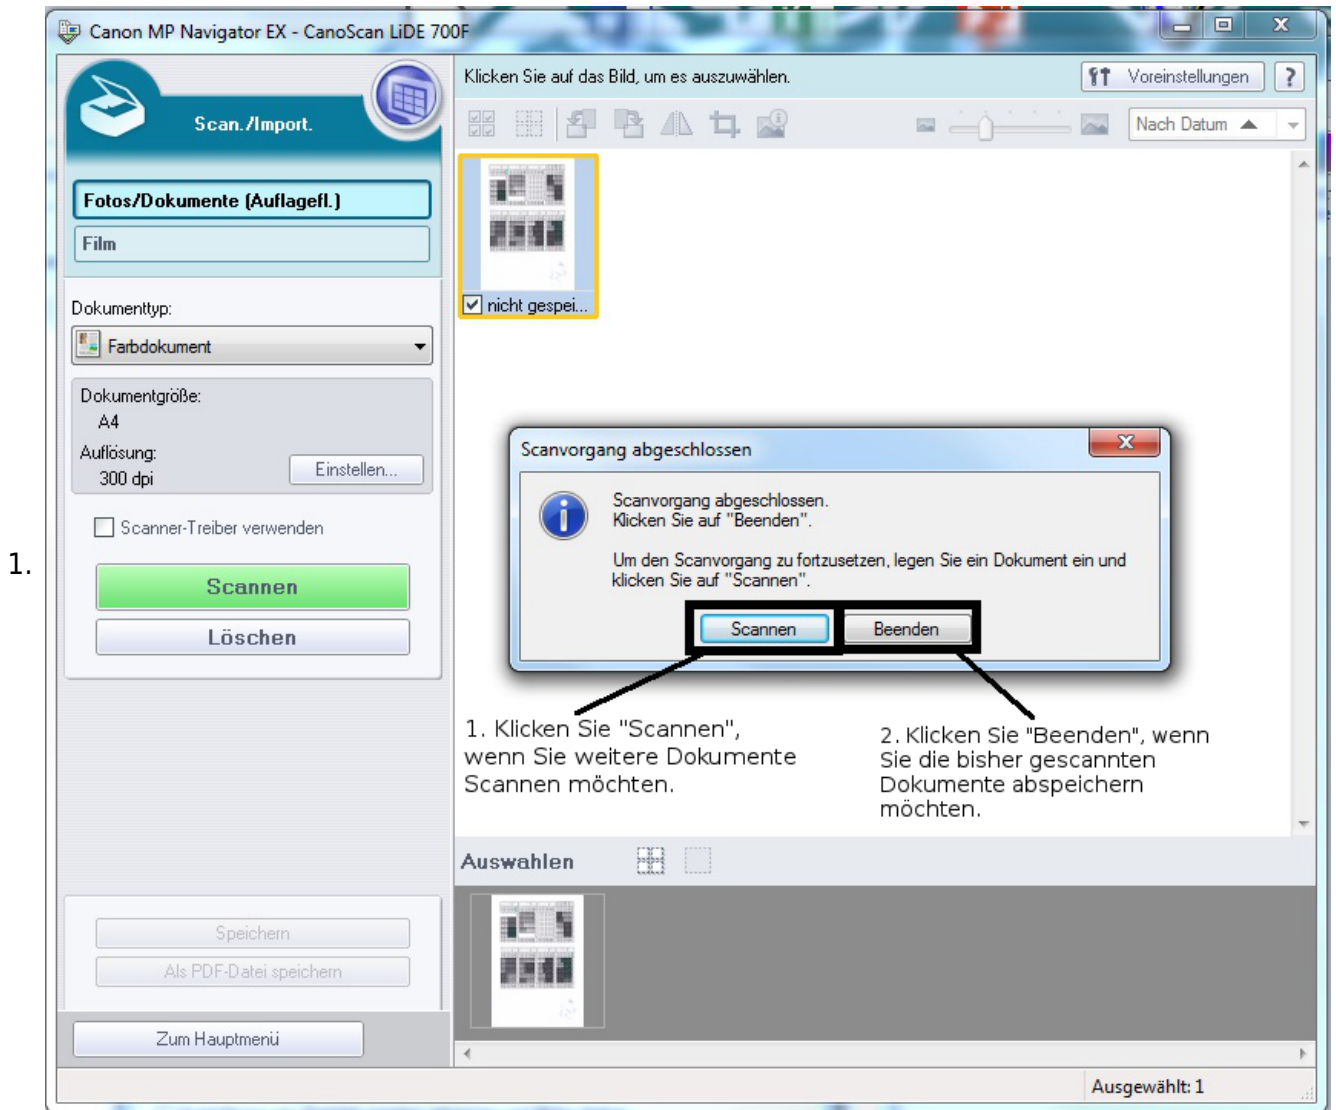 Canon MP Navigator EX - CanoScan LiDE 700F
Scan./Import.
Klicken Sie auf das Bild, um es auszuwählen.
Voreinstellungen
?
Nach Datum
Fotos/Dokumente (Auflagefl.)
Film
nicht gespei...
Dokumenttyp:
Farbdokument
Dokumentgröße:
A4
Auflösung:
300 dpi
Einstellen...
Scanner-Treiber verwenden
1.
Scannen
Löschen
Scanvorgang abgeschlossen
Scanvorgang abgeschlossen.
Klicken Sie auf "Beenden".
Um den Scanvorgang zu fortzusetzen, legen Sie ein Dokument ein und
klicken Sie auf "Scannen".
Scannen
Beenden
1. Klicken Sie "Scannen",
wenn Sie weitere Dokumente
Scannen möchten.
2. Klicken Sie "Beenden", wenn
Sie die bisher gescannten
Dokumente abspeichern
möchten.
Auswahlen
Speichern
Als PDF-Datei speichern
Zum Hauptmenü
Ausgewählt: 1